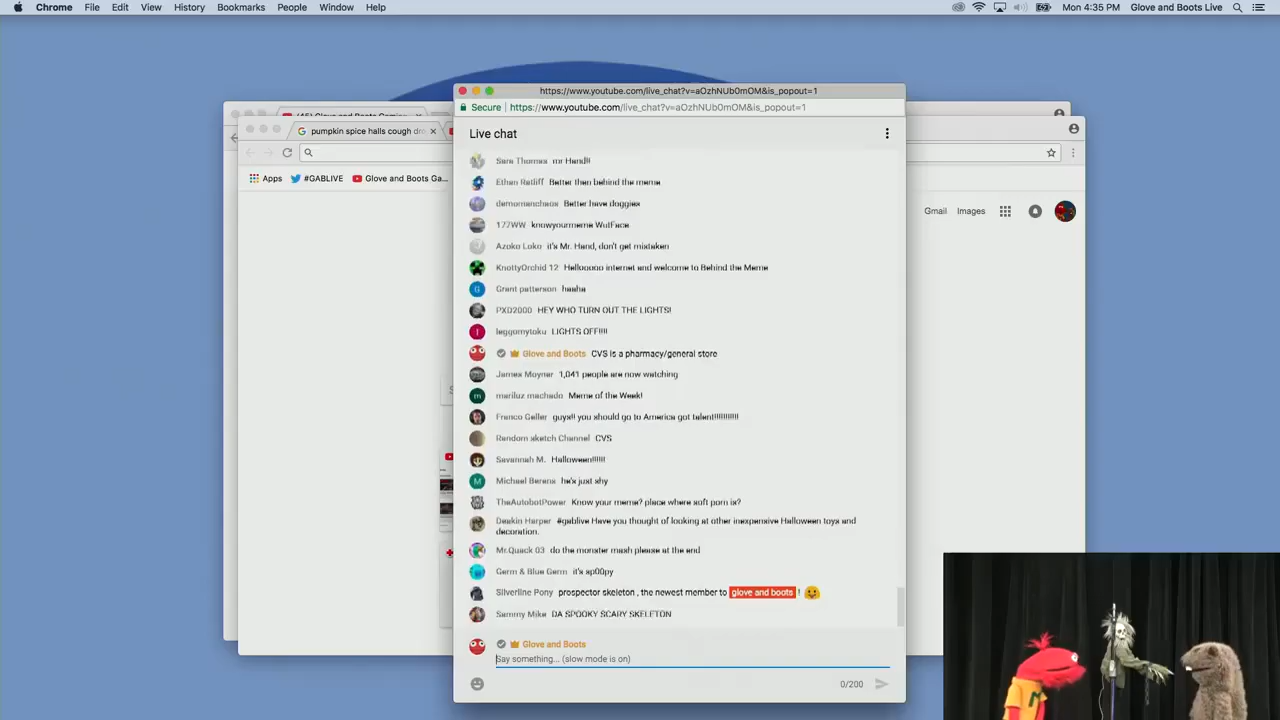 Chrome File Edit View History Bookmarks People Window Help Mon 4:35 PM Glove and Boots Live
https://www.youtube.com/live_chat?v=aOzhNUb0mOM&is_popout=1
Secure https://www.youtube.com/live_chat?v=aOzhNUb0mOM&is_popout=1
pumpkin spice halls cough dro
Live chat
Apps #GABLIVE Glove and Boots Ga...
Gmail Images
Sara Thomas mr Hand!!
Ethan Ratliff Better then behind the meme
demomanchaos Better have doggies
177WW knowyourmeme WutFace
Azoko Loko it's Mr. Hand, don't get mistaken
KnottyOrchid 12 Hellooooo internet and welcome to Behind the Meme
Grant patterson haaha
PXD2000 HEY WHO TURN OUT THE LIGHTS!
leggomytoku LIGHTS OFF!!!!
Glove and Boots CVS is a pharmacy/general store
James Moyner 1,041 people are now watching
mariluz machado Meme of the Week!
Franco Geller guys!! you should go to America got talent!!!!!!!!!!!
Random sketch Channel CVS
Savannah M. Halloween!!!!!!
Michael Berens he's just shy
TheAutobotPower Know your meme? place where soft porn is?
Deakin Harper #gablive Have you thought of looking at other inexpensive Halloween toys and
decoration.
Mr.Quack 03 do the monster mash please at the end
Germ & Blue Germ it's sp00py
Silverline Pony prospector skeleton , the newest member to glove and boots !
Sammy Mike DA SPOOKY SCARY SKELETON
Glove and Boots
Say something... (slow mode is on)
0/200